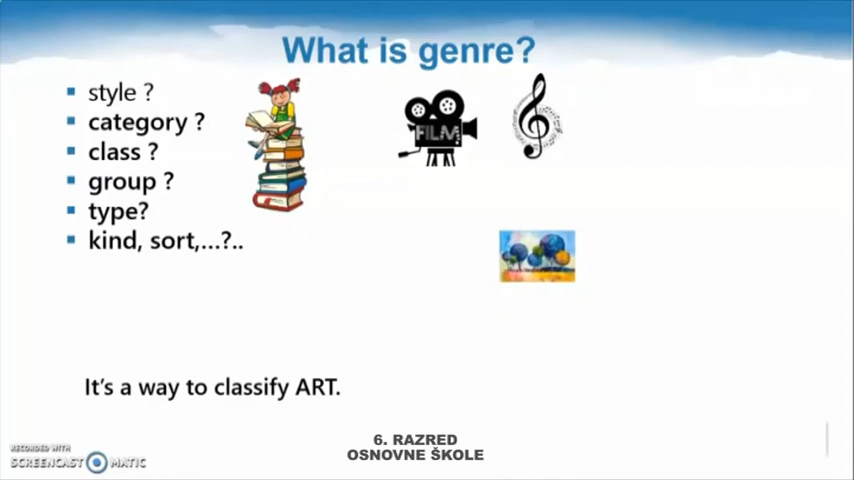 What is genre?
style ?
category ?
class ?
group ?
type?
kind, sort,...?..
FILM
It's a way to classify ART.
6. RAZRED
OSNOVNE ŠKOLE
RECORDED WITH
SCREENCAST MATIC